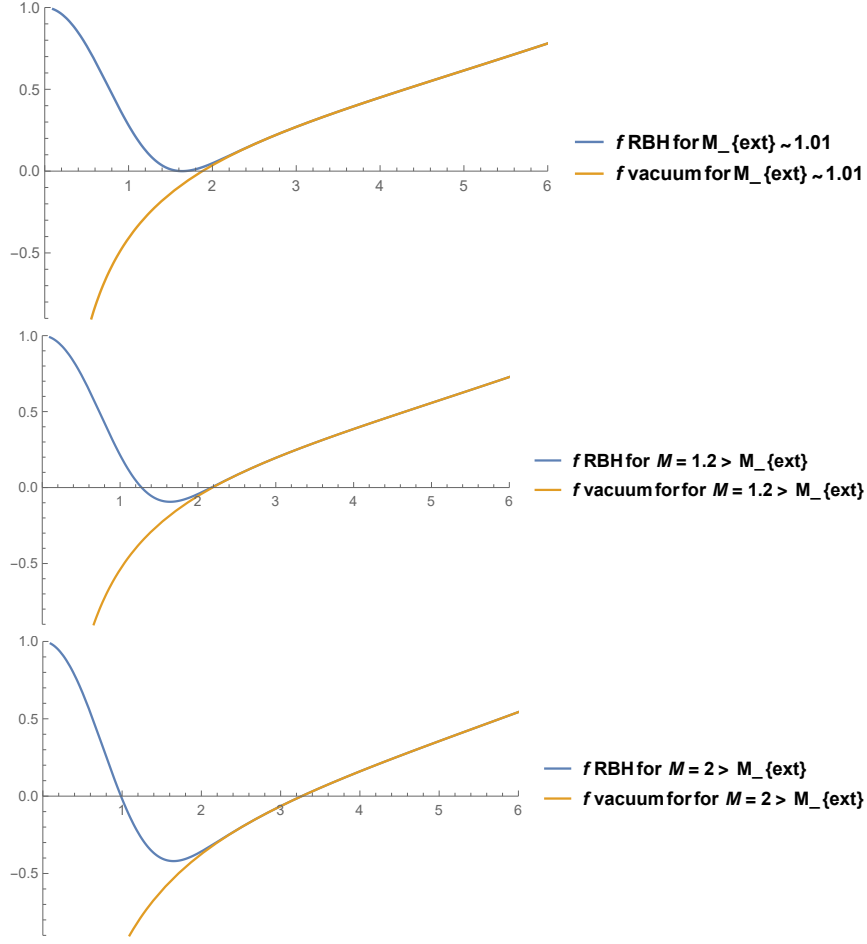 1.0
0.5
0.0
1 2 3 4 5 6
−0.5
f RBH for M_{ext} ~ 1.01
f vacuum for M_{ext} ~ 1.01
1.0
0.5
0.0
1 2 3 4 5 6
−0.5
f RBH for M = 1.2 > M_{ext}
f vacuum for for M = 1.2 > M_{ext}
1.0
0.5
0.0
1 2 3 4 5 6
−0.5
f RBH for M = 2 > M_{ext}
f vacuum for for M = 2 > M_{ext}